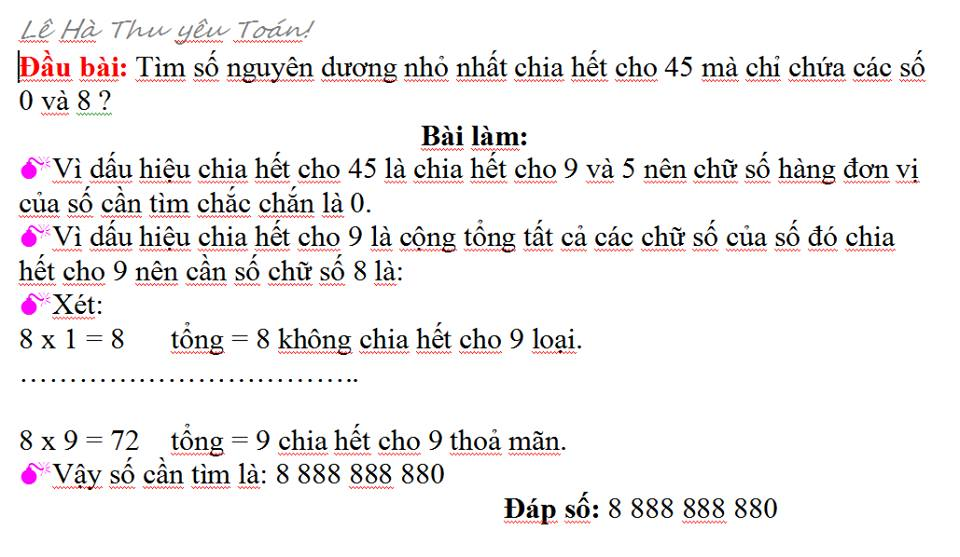 Lê Hà Thu yêu Toán!
Đầu bài: Tìm số nguyên dương nhỏ nhất chia hết cho 45 mà chỉ chứa các số
0 và 8 ?
Bài làm:
Vì dấu hiệu chia hết cho 45 là chia hết cho 9 và 5 nên chữ số hàng đơn vị
của số cần tìm chắc chắn là 0.
Vì dấu hiệu chia hết cho 9 là cộng tổng tất cả các chữ số của số đó chia
hết cho 9 nên cần số chữ số 8 là:
Xét:
8 x 1 = 8 tổng = 8 không chia hết cho 9 loại.
……………………………..
8 x 9 = 72 tổng = 9 chia hết cho 9 thoả mãn.
Vậy số cần tìm là: 8 888 888 880
Đáp số: 8 888 888 880